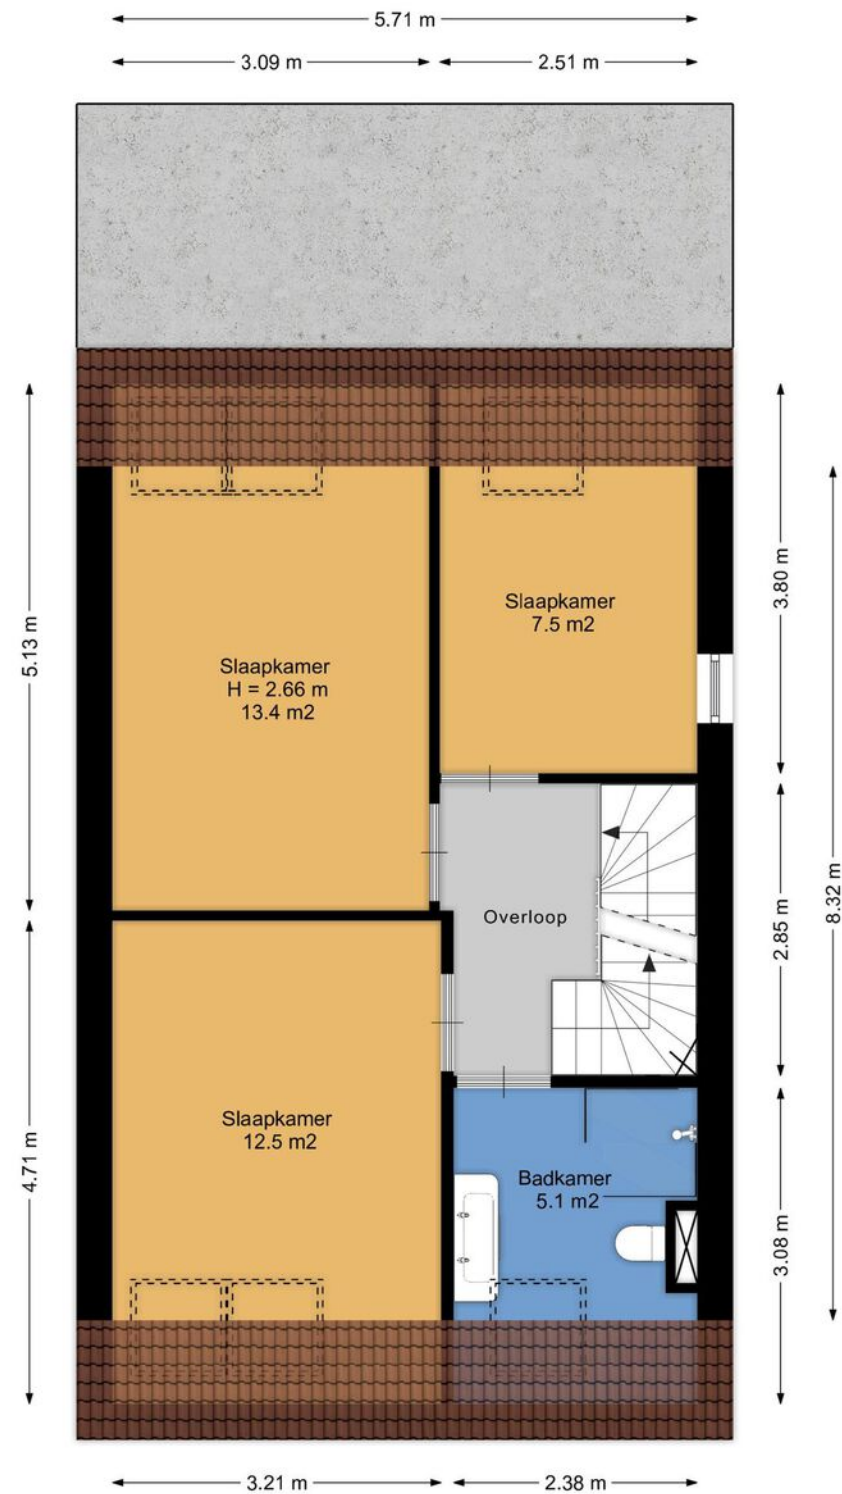 5.71 m
3.09 m
2.51 m
5.13 m
3.80 m
Slaapkamer
7.5 m2
Slaapkamer
H = 2.66 m
13.4 m2
8.32 m
2.85 m
Overloop
4.71 m
Slaapkamer
12.5 m2
Badkamer
5.1 m2
3.08 m
3.21 m
2.38 m